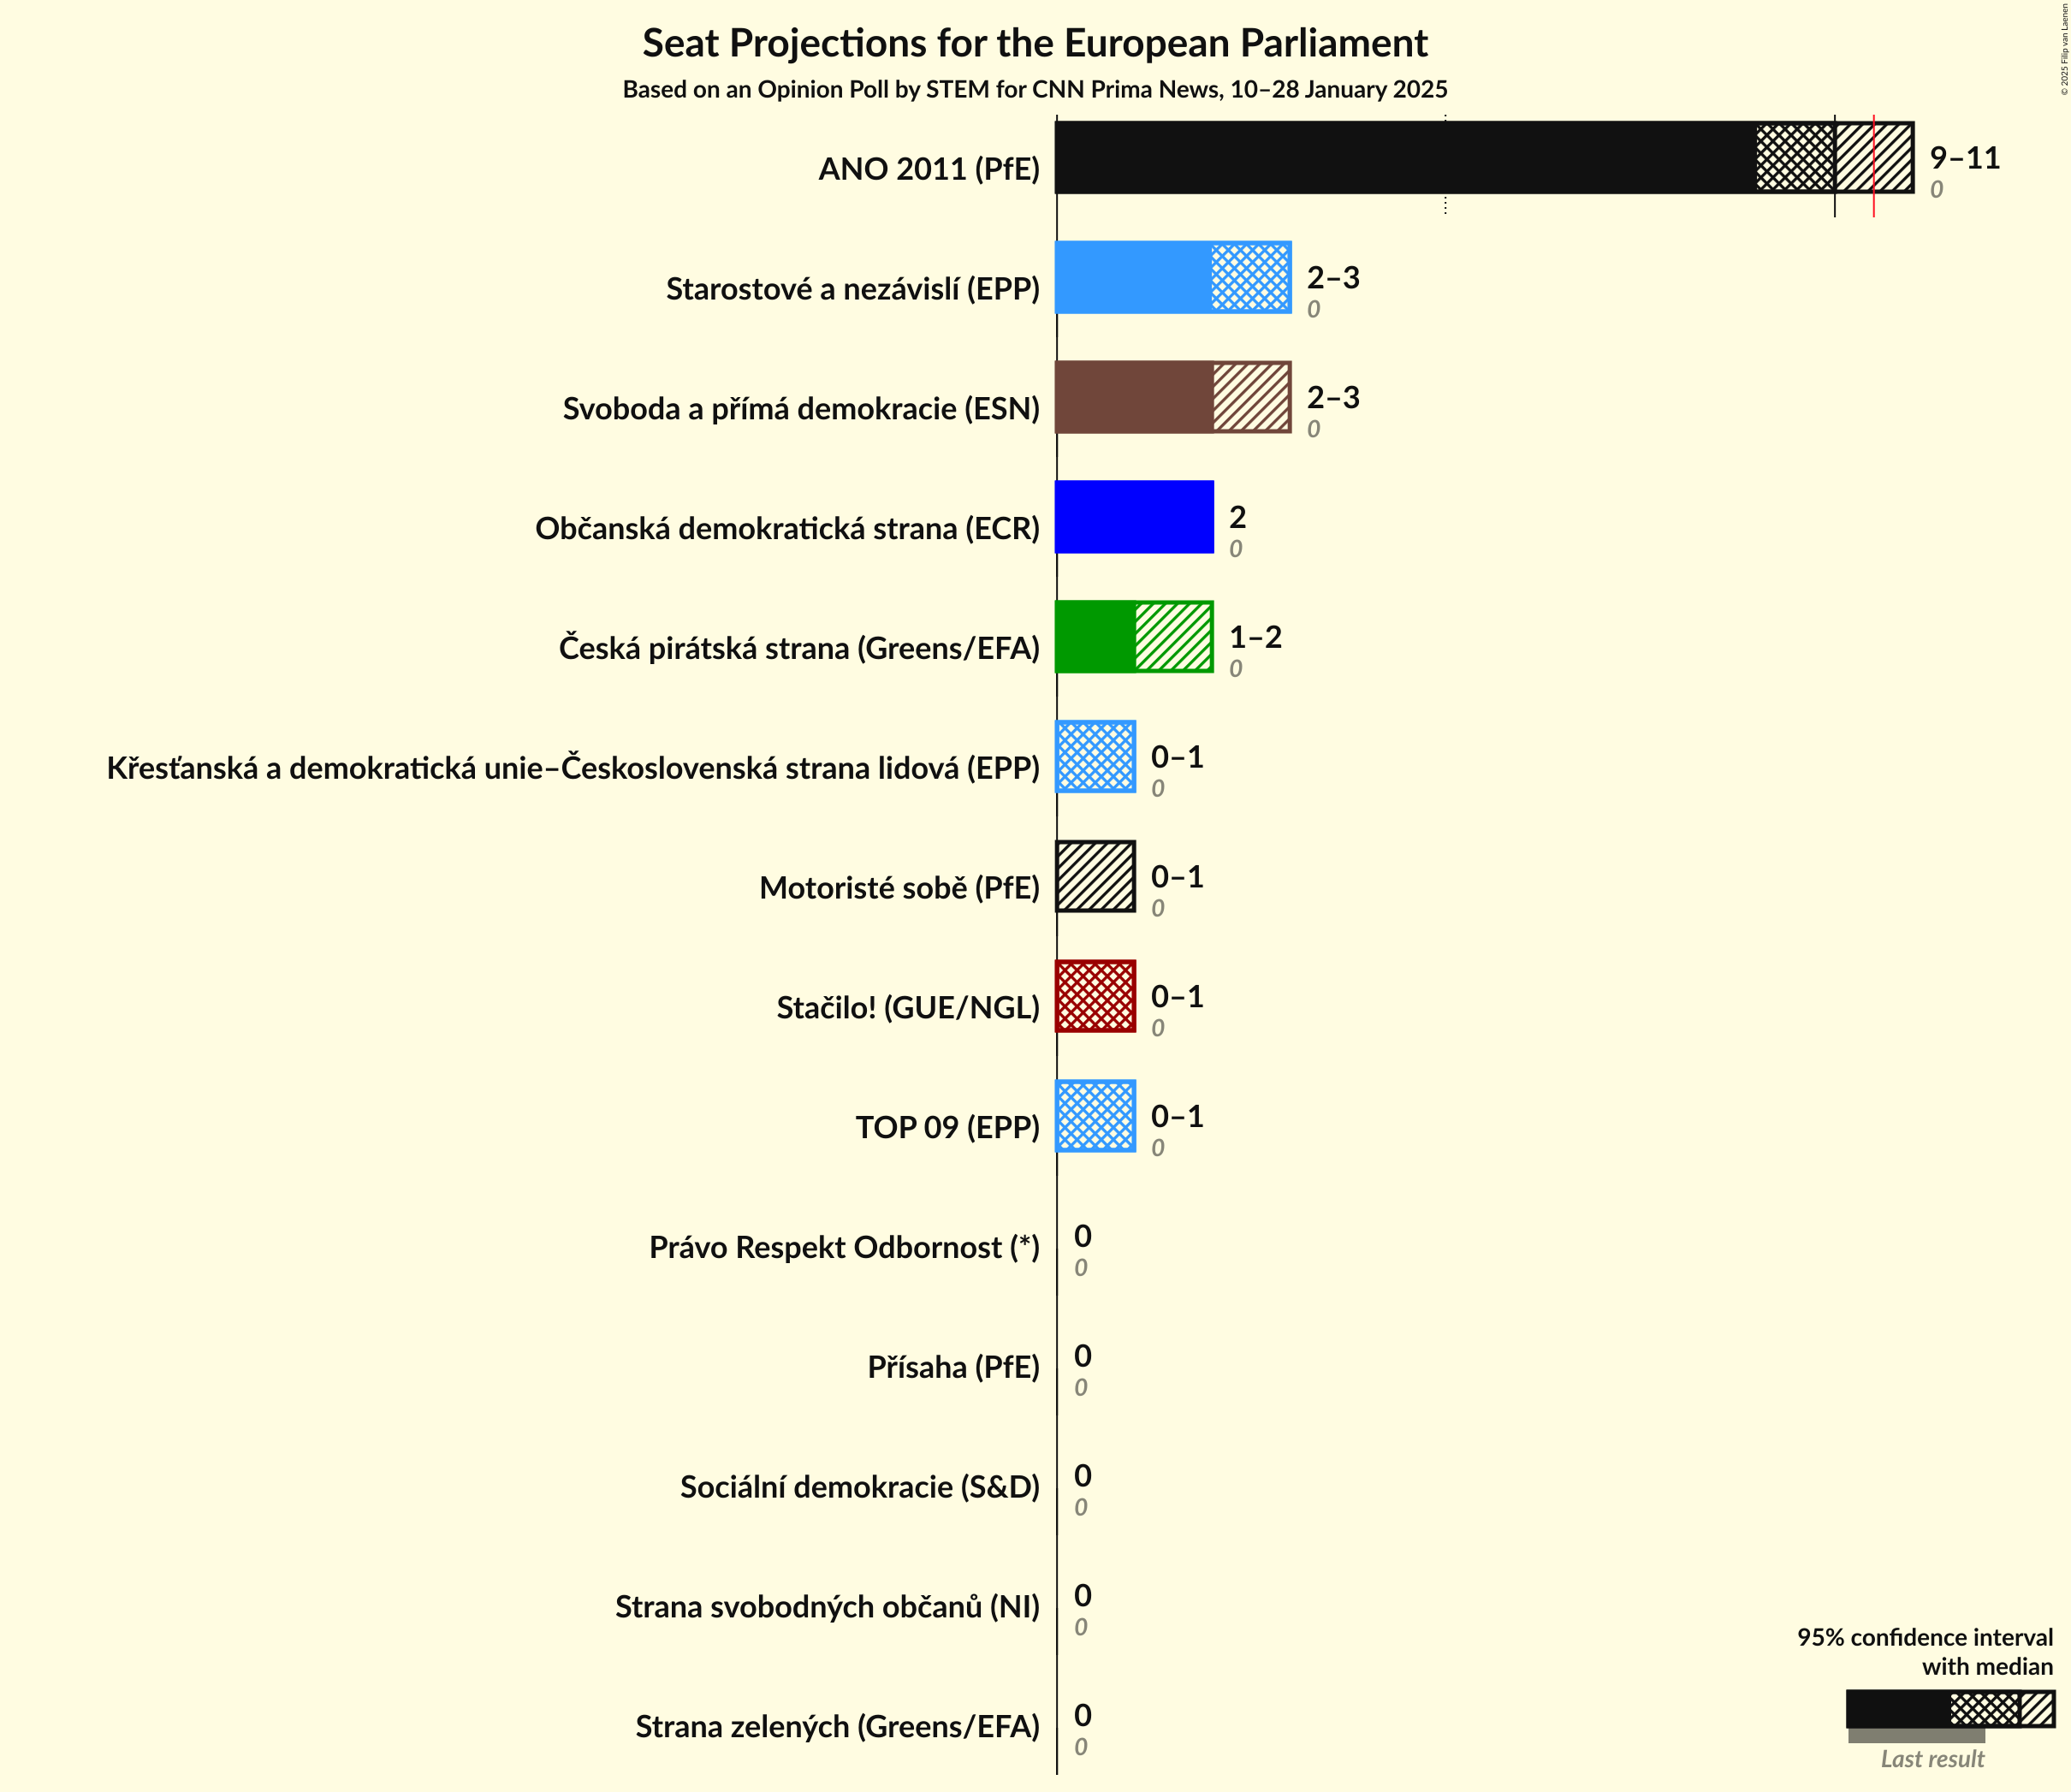 Seat Projections for the European Parliament
Based on an Opinion Poll by STEM for CNN Prima News, 10–28 January 2025
© 2025 Filip van Laenen
ANO 2011 (PfE)
9–11
0
Starostové a nezávislí (EPP)
2–3
0
Svoboda a přímá demokracie (ESN)
2–3
0
Občanská demokratická strana (ECR)
2
0
Česká pirátská strana (Greens/EFA)
1–2
0
Křesťanská a demokratická unie–Československá strana lidová (EPP)
0–1
0
Motoristé sobě (PfE)
0–1
0
Stačilo! (GUE/NGL)
0–1
0
TOP 09 (EPP)
0–1
0
Právo Respekt Odbornost (*)
0
0
Přísaha (PfE)
0
0
Sociální demokracie (S&D)
0
0
Strana svobodných občanů (NI)
0
0
Strana zelených (Greens/EFA)
0
0
95% confidence interval
with median
Last result